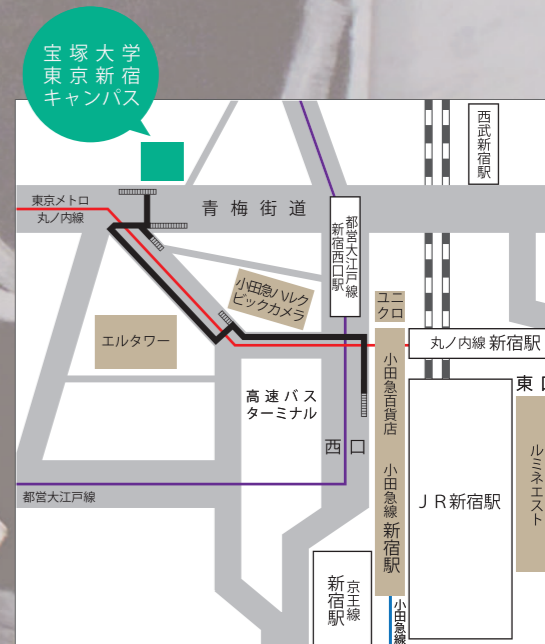 宝塚大学
東京新宿
キャンパス
西武新宿駅
東京メトロ
丸ノ内線
青梅街道
都営大江戸線
新宿西口駅
小田急ハルク
ビックカメラ
ユニ
クロ
エルタワー
丸ノ内線 新宿駅
小田急百貨店
高速バス
ターミナル
東口
西口
ルミネエスト
小田急線 新宿駅
JR新宿駅
都営大江戸線
京王線
新宿駅
小田急線